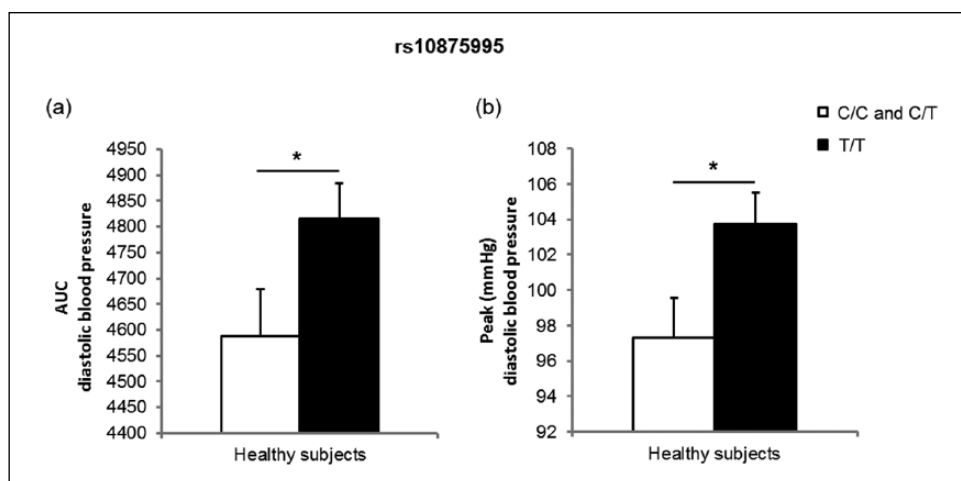 rs10875995
(a)
AUC
diastolic blood pressure
4950
4900
4850
4800
4750
4700
4650
4600
4550
4500
4450
4400
*
Healthy subjects
(b)
Peak (mmHg)
diastolic blood pressure
108
106
104
102
100
98
96
94
92
*
Healthy subjects
C/C and C/T
T/T